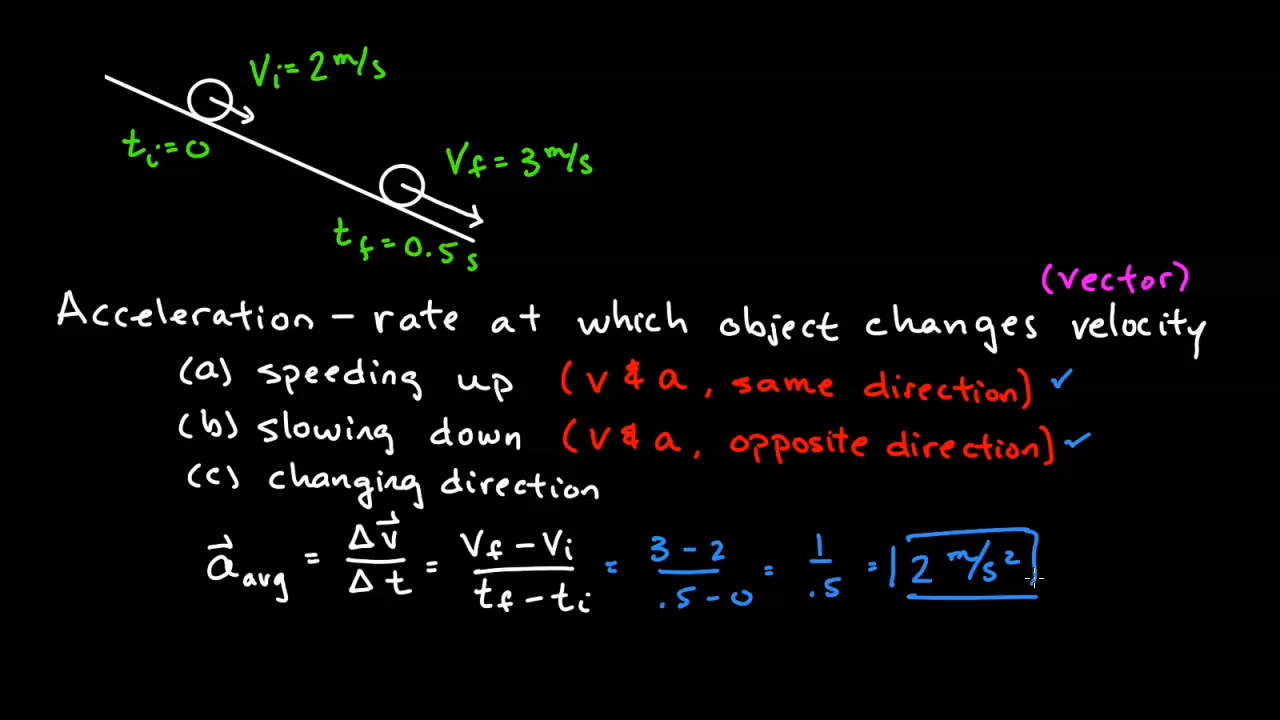 Vi = 2 m/s
ti = 0
Vf = 3 m/s
tf = 0.5 s
(vector)
Acceleration - rate at which object changes velocity
(a) speeding up (v & a, same direction) ✓
(b) slowing down (v & a, opposite direction) ✓
(c) changing direction
a⃗avg = Δv⃗/Δt = (Vf - Vi)/(tf - ti) = (3 - 2)/(.5 - 0) = 1/.5 = 2 m/s²